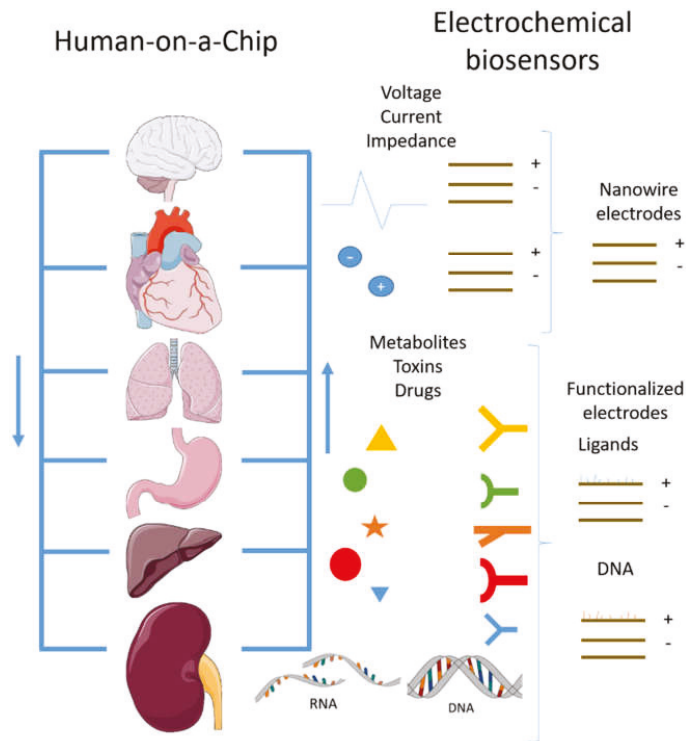 Human-on-a-Chip
Electrochemical
biosensors
Voltage
Current
Impedance
+
-
+
-
-
+
Nanowire
electrodes
+
-
Metabolites
Toxins
Drugs
Functionalized
electrodes
Ligands
+
-
DNA
+
-
RNA
DNA